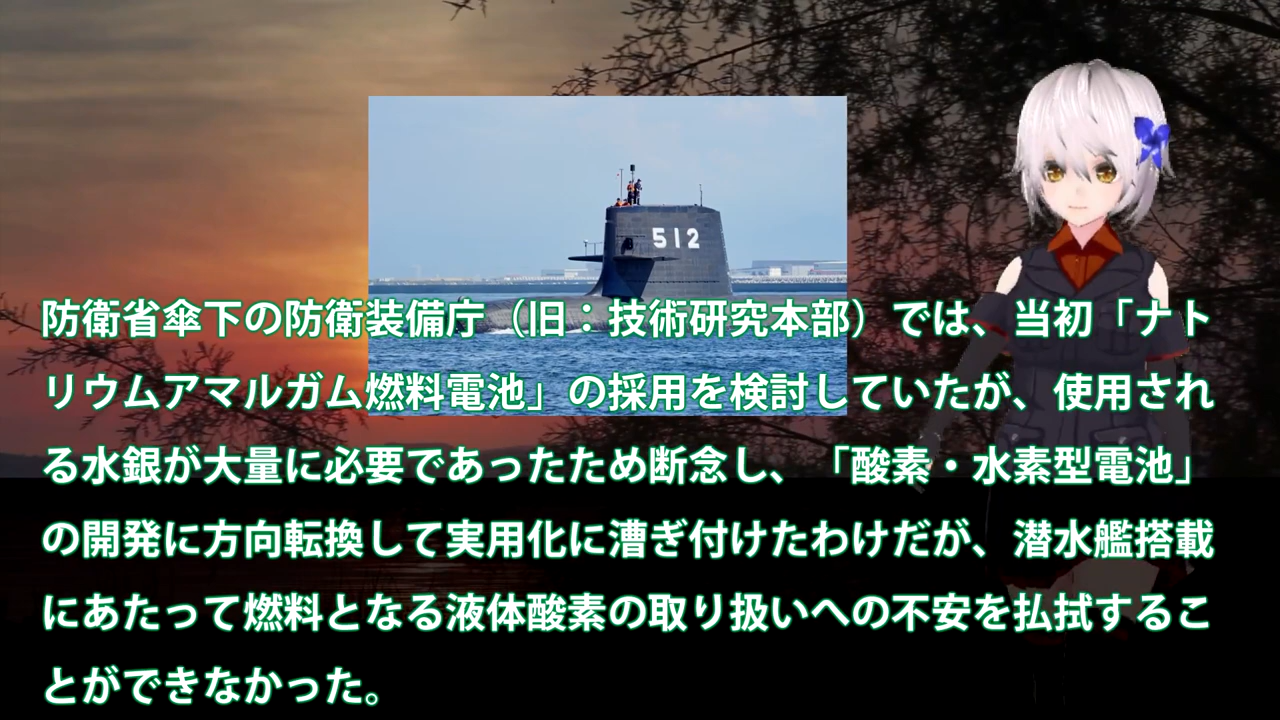 512
防衛省傘下の防衛装備庁（旧：技術研究本部）では、当初「ナト
リウムアマルガム燃料電池」の採用を検討していたが、使用され
る水銀が大量に必要であったため断念し、「酸素・水素型電池」
の開発に方向転換して実用化に漕ぎ付けたわけだが、潜水艦搭載
にあたって燃料となる液体酸素の取り扱いへの不安を払拭するこ
とができなかった。